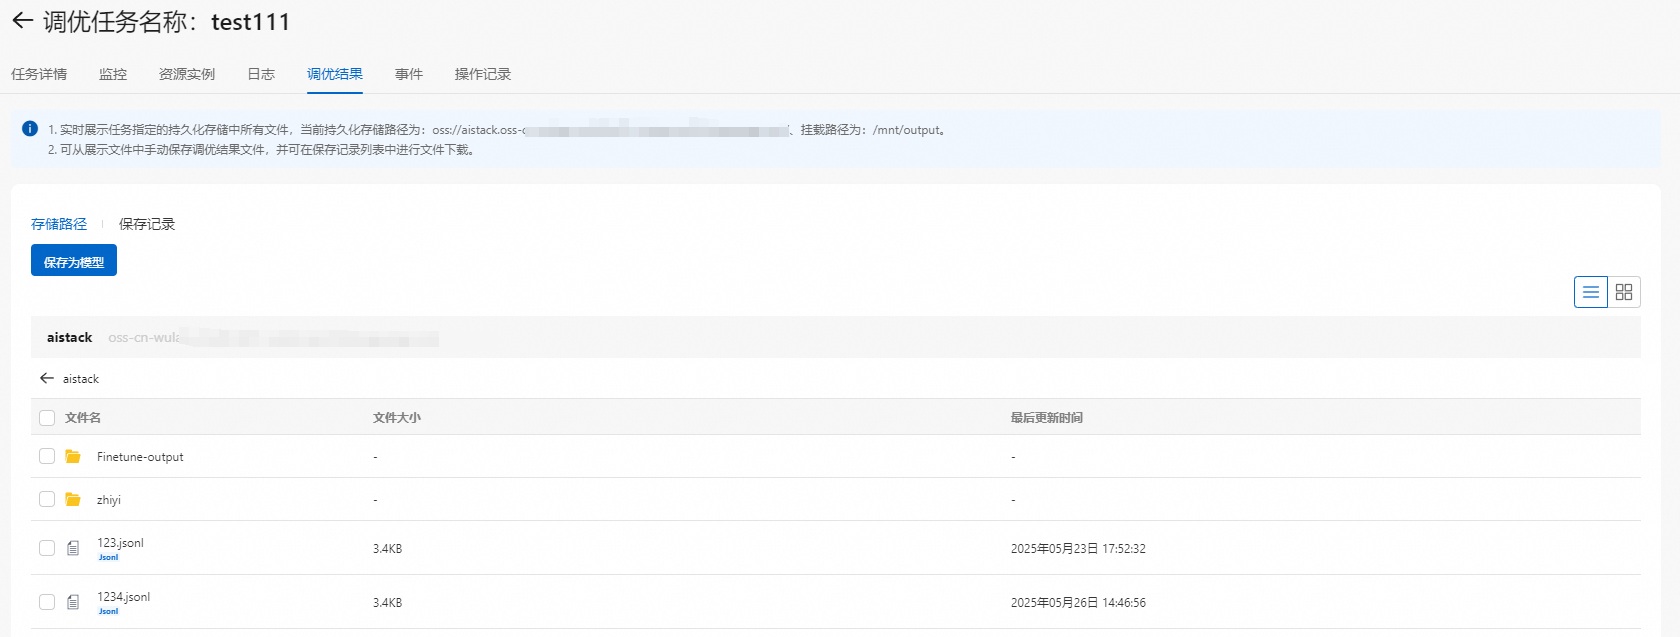 调优任务名称：test111
任务详情 监控 资源实例 日志 调优结果 事件 操作记录
1. 实时展示任务指定的持久化存储中所有文件，当前持久化存储路径为：oss://aistack.oss-c 、挂载路径为：/mnt/output。
2. 可从展示文件中手动保存调优结果文件，并可在保存记录列表中进行文件下载。
存储路径 保存记录
保存为模型
aistack oss-cn-wula
aistack
文件名 文件大小 最后更新时间
Finetune-output - -
zhiyi - -
123.jsonl 3.4KB 2025年05月23日 17:52:32
Jsonl
1234.jsonl 3.4KB 2025年05月26日 14:46:56
Jsonl